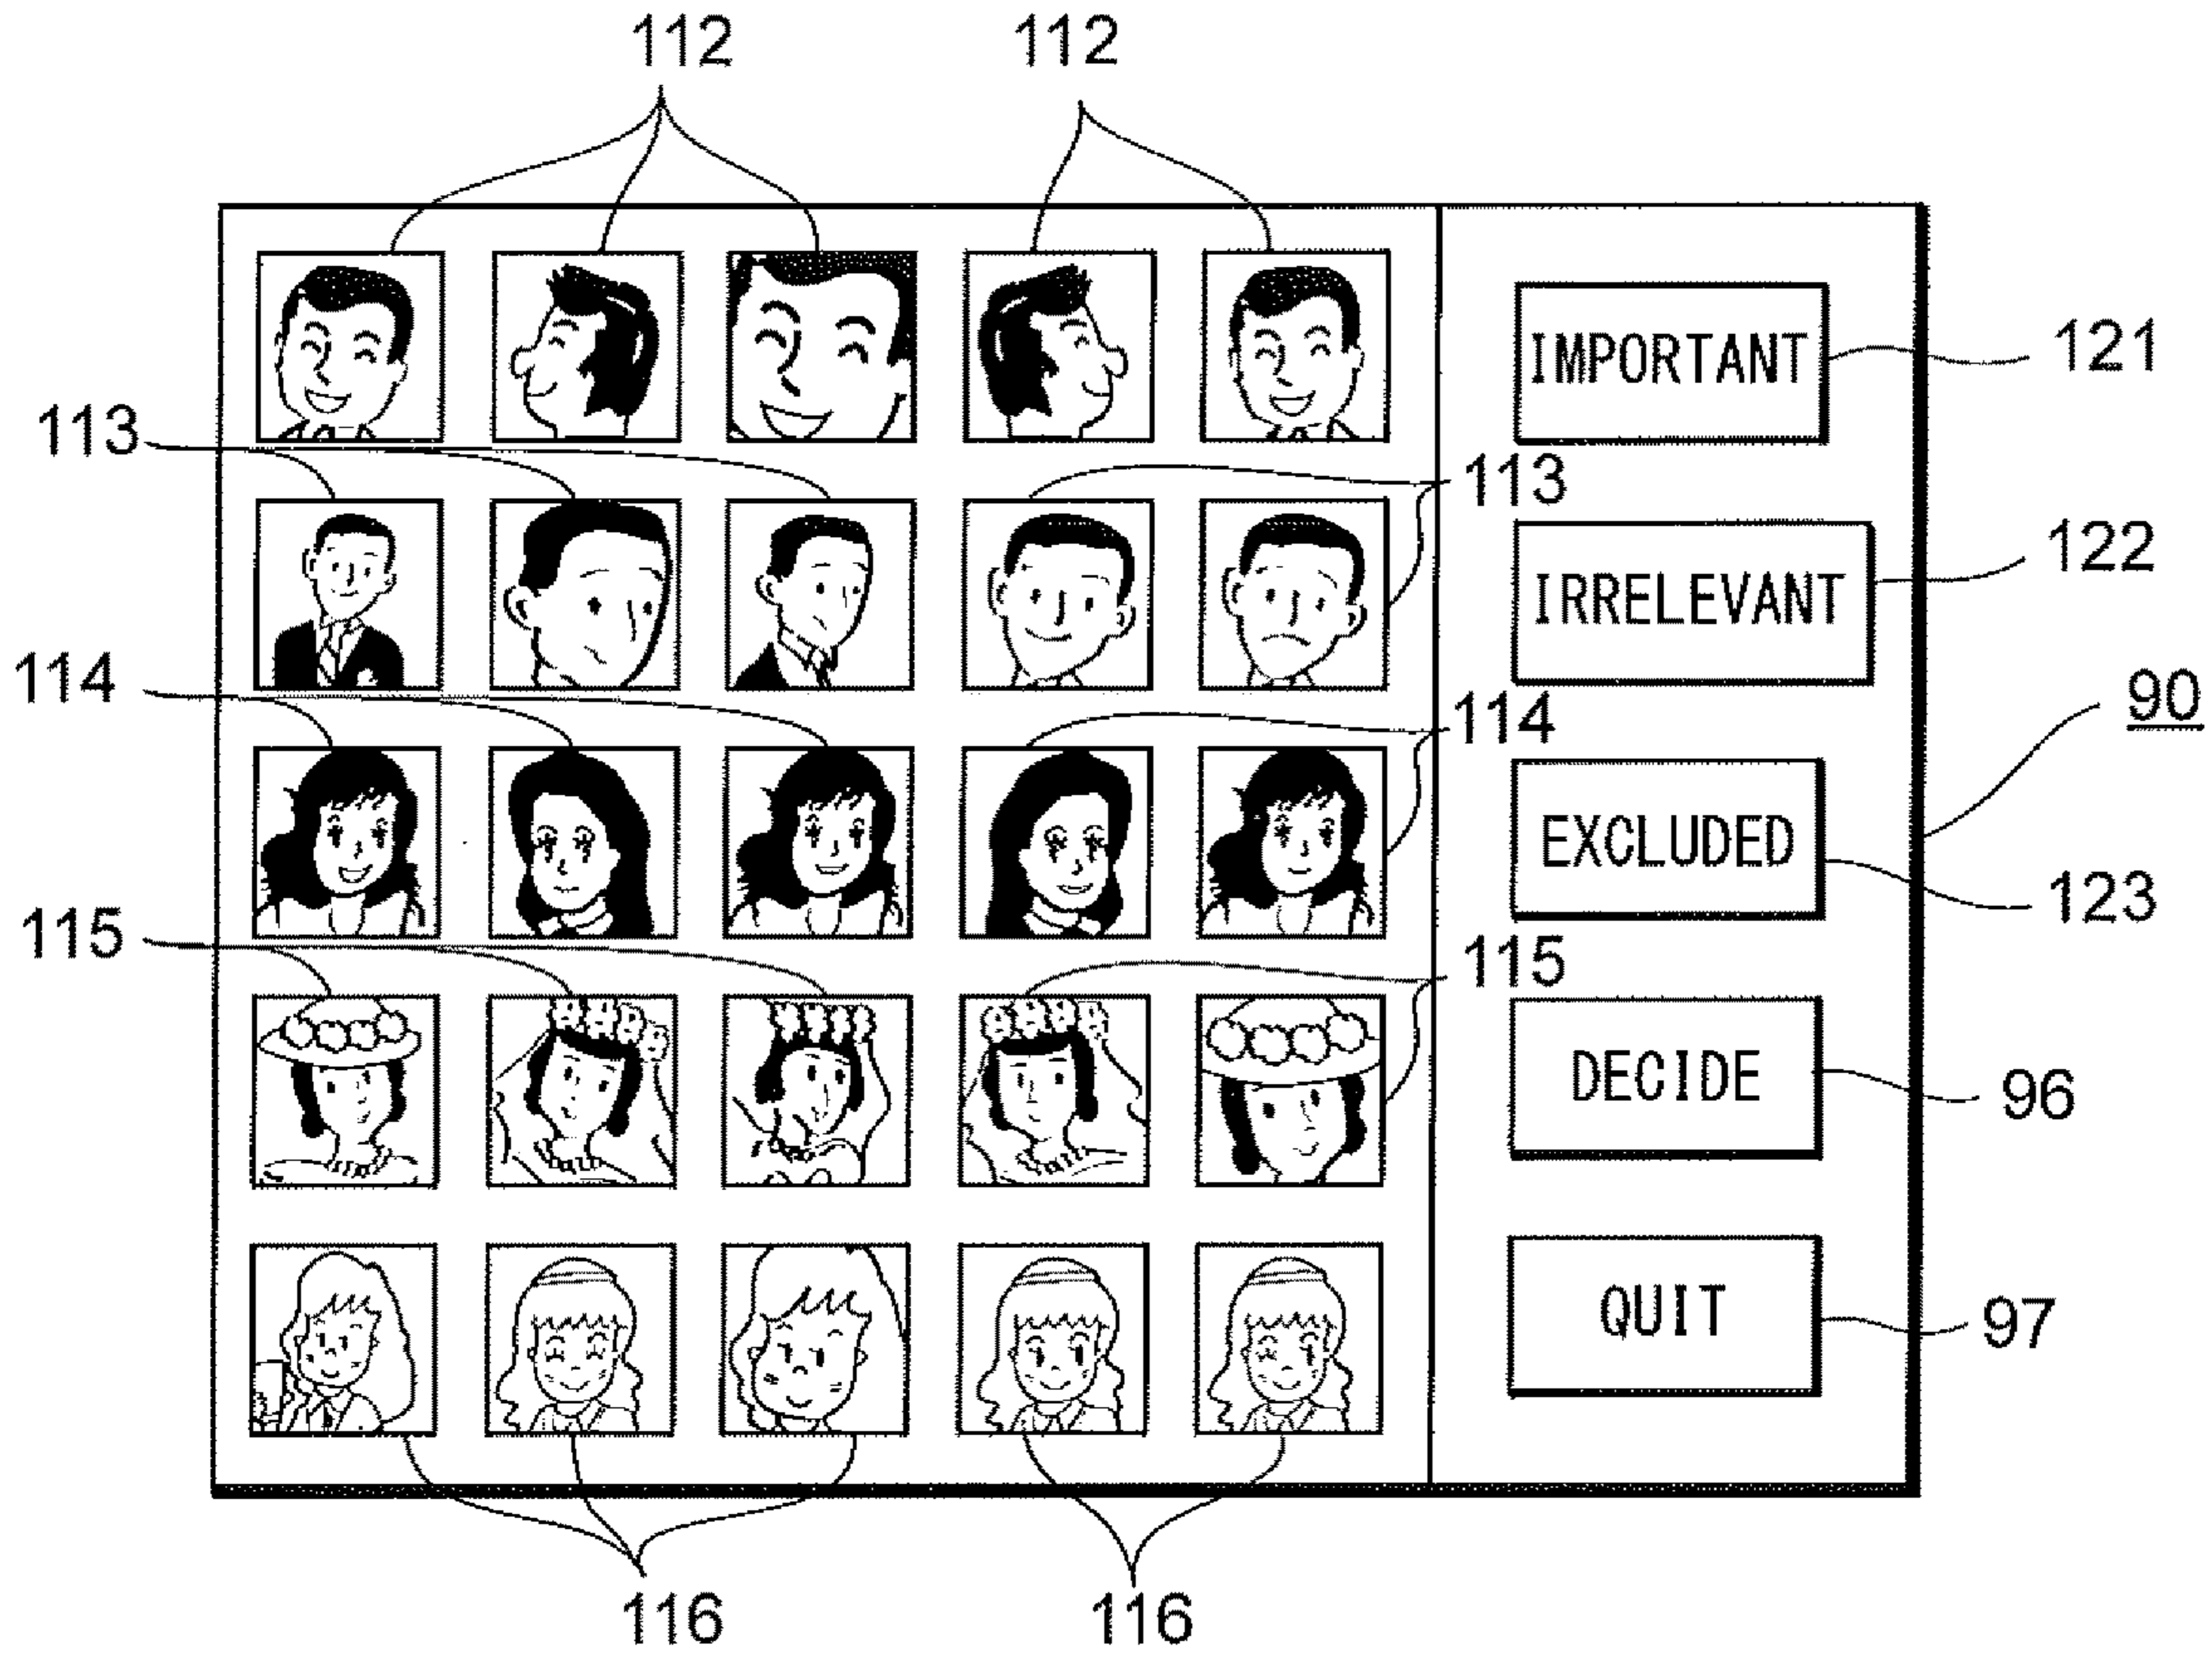 112 112
IMPORTANT 121
113
113
IRRELEVANT 122
114
90
114
EXCLUDED 123
115
115
DECIDE 96
QUIT 97
116 116